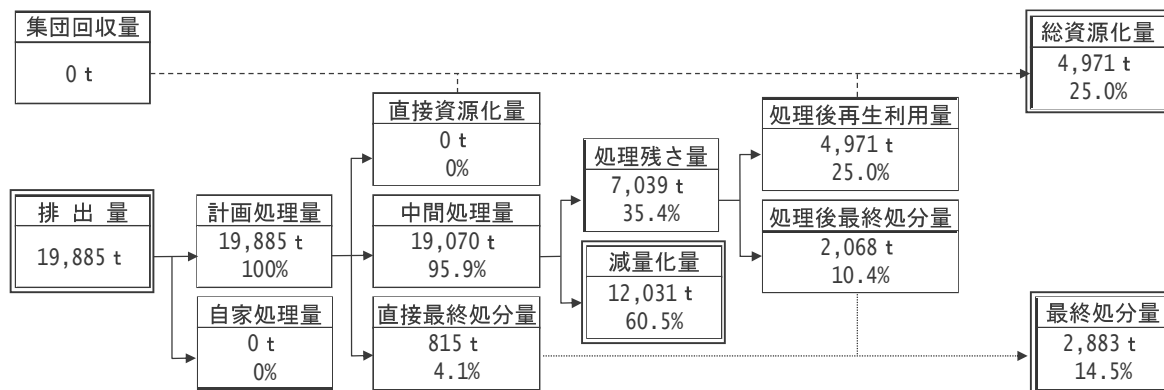 集団回収量
0 t
総資源化量
4,971 t
25.0%
直接資源化量
0 t
0%
処理後再生利用量
4,971 t
25.0%
処理残さ量
7,039 t
35.4%
排 出 量
19,885 t
計画処理量
19,885 t
100%
中間処理量
19,070 t
95.9%
処理後最終処分量
2,068 t
10.4%
減量化量
12,031 t
60.5%
自家処理量
0 t
0%
直接最終処分量
815 t
4.1%
最終処分量
2,883 t
14.5%